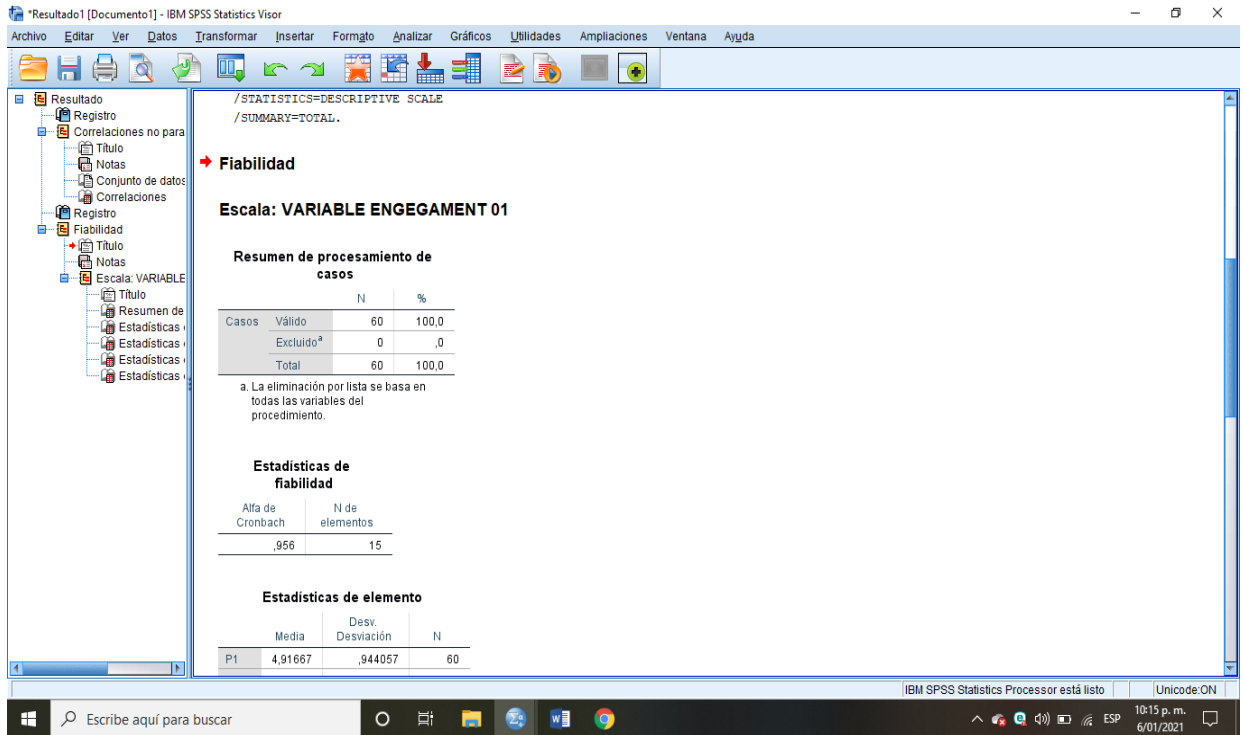 *Resultado1 [Documento1] - IBM SPSS Statistics Visor
Archivo Editar Ver Datos Transformar Insertar Formato Analizar Gráficos Utilidades Ampliaciones Ventana Ayuda
Resultado
Registro
Correlaciones no para
Título
Notas
Conjunto de datos
Correlaciones
Registro
Fiabilidad
Título
Notas
Escala: VARIABLE
Título
Resumen de
Estadísticas
Estadísticas
Estadísticas
Estadísticas
/STATISTICS=DESCRIPTIVE SCALE
/SUMMARY=TOTAL.
Fiabilidad
Escala: VARIABLE ENGEGAMENT 01
Resumen de procesamiento de
casos
N %
Casos Válido 60 100,0
Excluido a 0 ,0
Total 60 100,0
a. La eliminación por lista se basa en
todas las variables del
procedimiento.
Estadísticas de
fiabilidad
Alfa de N de
Cronbach elementos
,956 15
Estadísticas de elemento
Desv.
Media Desviación N
P1 4,91667 ,944057 60
IBM SPSS Statistics Processor está listo Unicode:ON
Escribe aquí para buscar
ESP
10:15 p. m.
6/01/2021